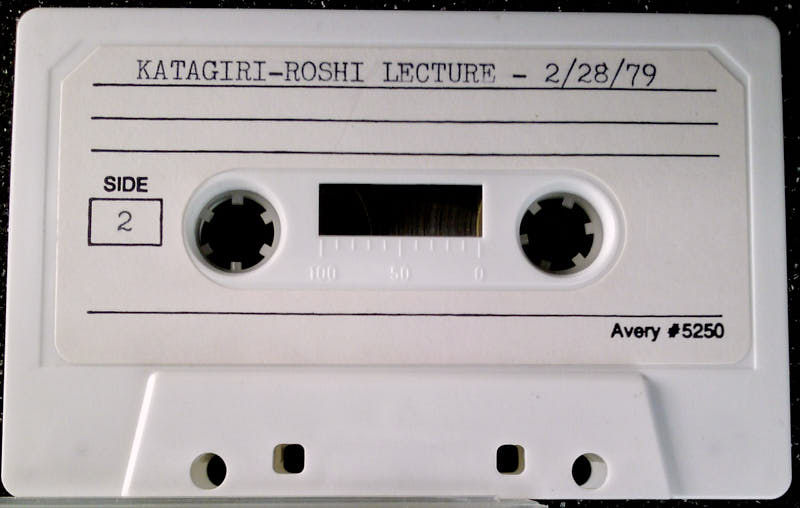 KATAGIRI-ROSHI LECTURE - 2/28/79
SIDE
2
100 50 0
Avery #5250